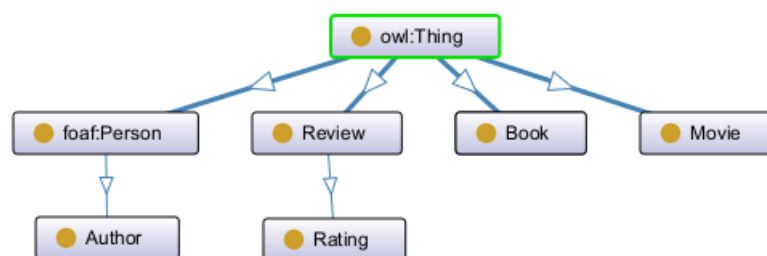 owl:Thing
foaf:Person
Review
Book
Movie
Author
Rating